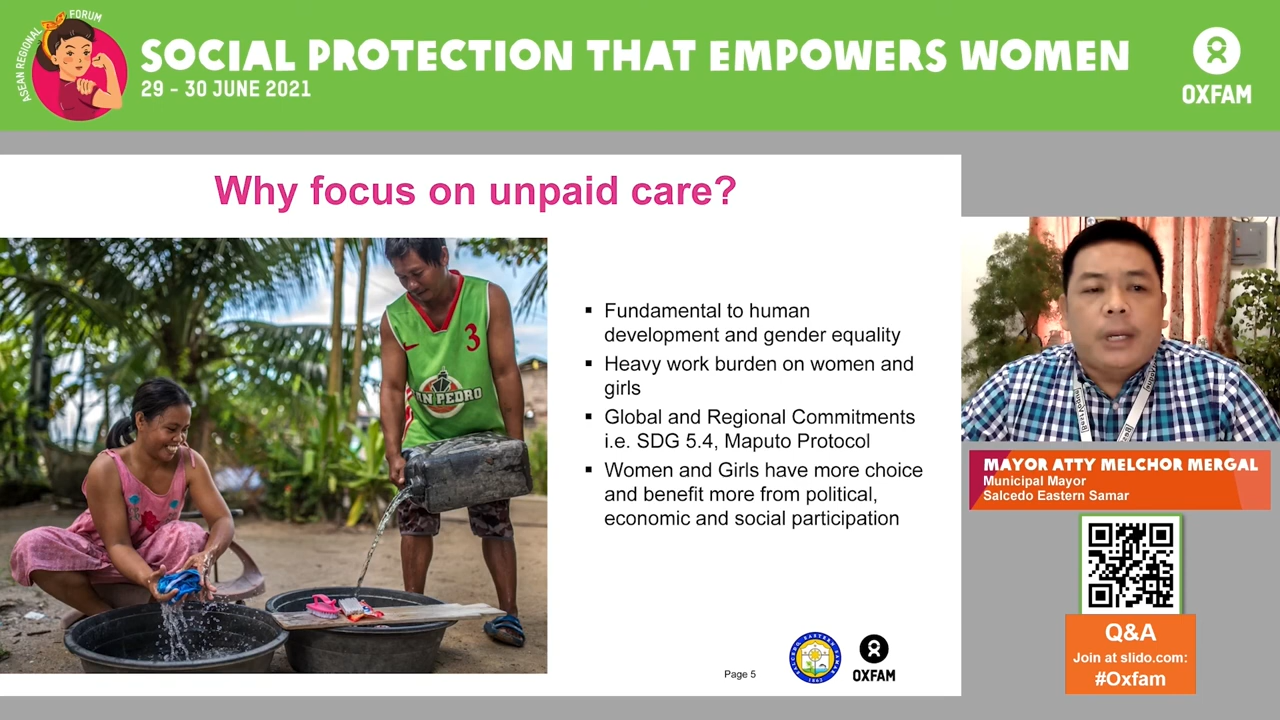 ASEAN REGIONAL FORUM
SOCIAL PROTECTION THAT EMPOWERS WOMEN
29 - 30 JUNE 2021
OXFAM
Why focus on unpaid care?
3
AN PEDRO
▪ Fundamental to human
development and gender equality
▪ Heavy work burden on women and
girls
▪ Global and Regional Commitments
i.e. SDG 5.4, Maputo Protocol
▪ Women and Girls have more choice
and benefit more from political,
economic and social participation
Page 5
OXFAM
MAYOR ATTY MELCHOR MERGAL
Municipal Mayor
Salcedo Eastern Samar
Q&A
Join at slido.com:
#Oxfam